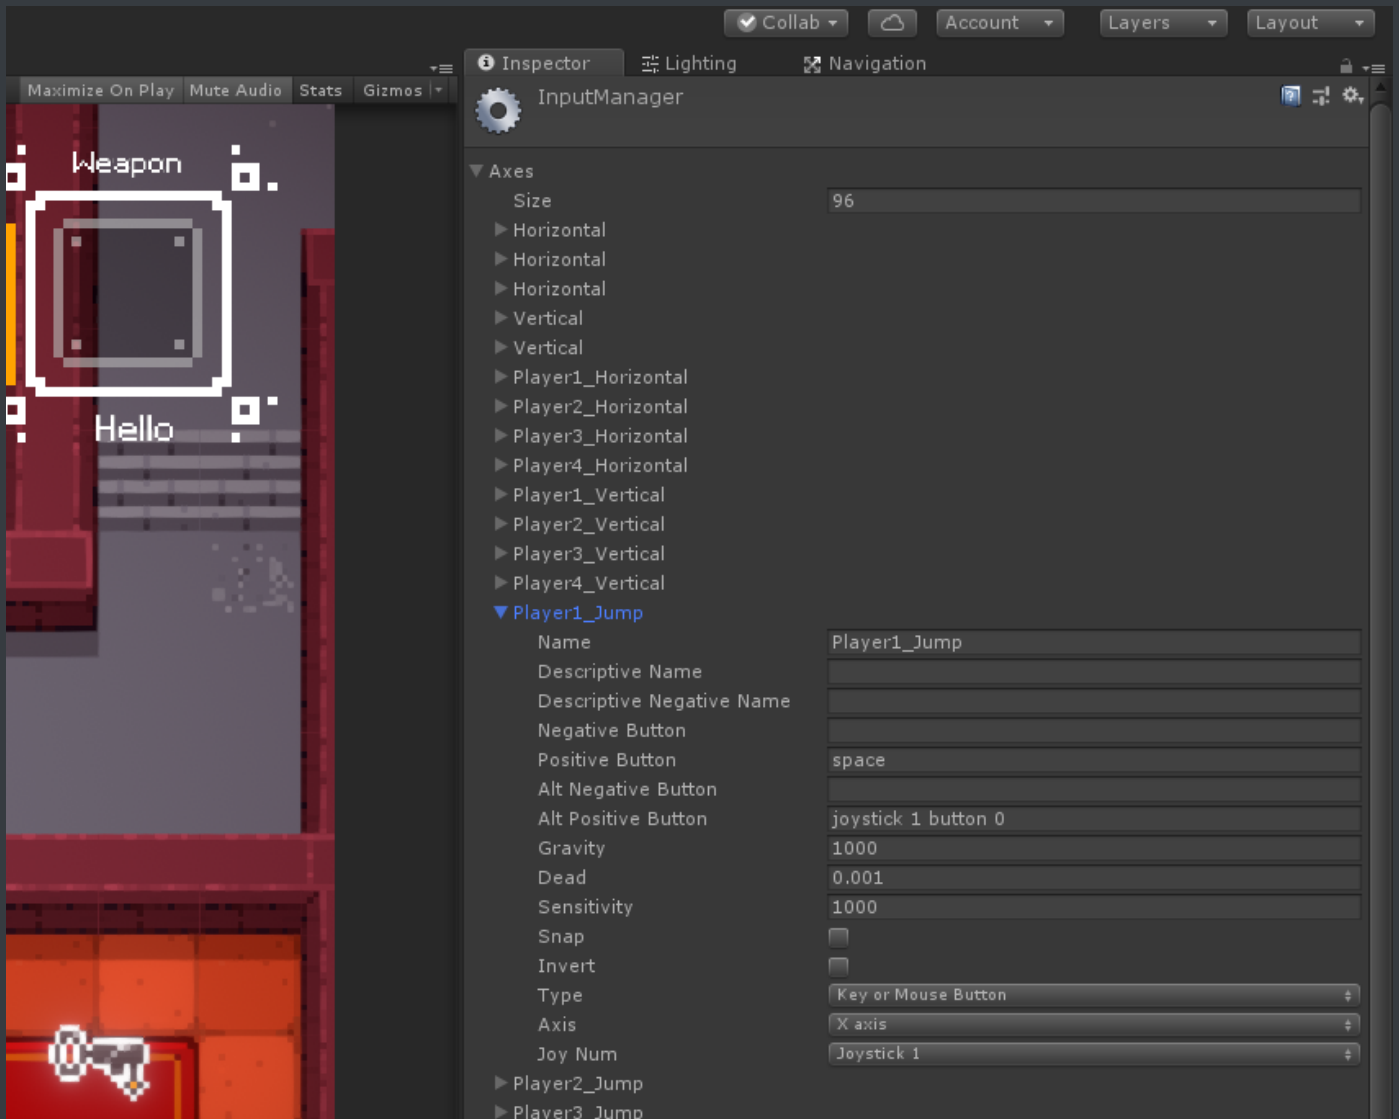 Collab
Account
Layers
Layout
Inspector
Lighting
Navigation
Maximize On Play
Mute Audio
Stats
Gizmos
InputManager
Weapon
Hello
Axes
Size 96
Horizontal
Horizontal
Horizontal
Vertical
Vertical
Player1_Horizontal
Player2_Horizontal
Player3_Horizontal
Player4_Horizontal
Player1_Vertical
Player2_Vertical
Player3_Vertical
Player4_Vertical
Player1_Jump
Name Player1_Jump
Descriptive Name
Descriptive Negative Name
Negative Button
Positive Button space
Alt Negative Button
Alt Positive Button joystick 1 button 0
Gravity 1000
Dead 0.001
Sensitivity 1000
Snap
Invert
Type Key or Mouse Button
Axis X axis
Joy Num Joystick 1
Player2_Jump
Player3_Jump